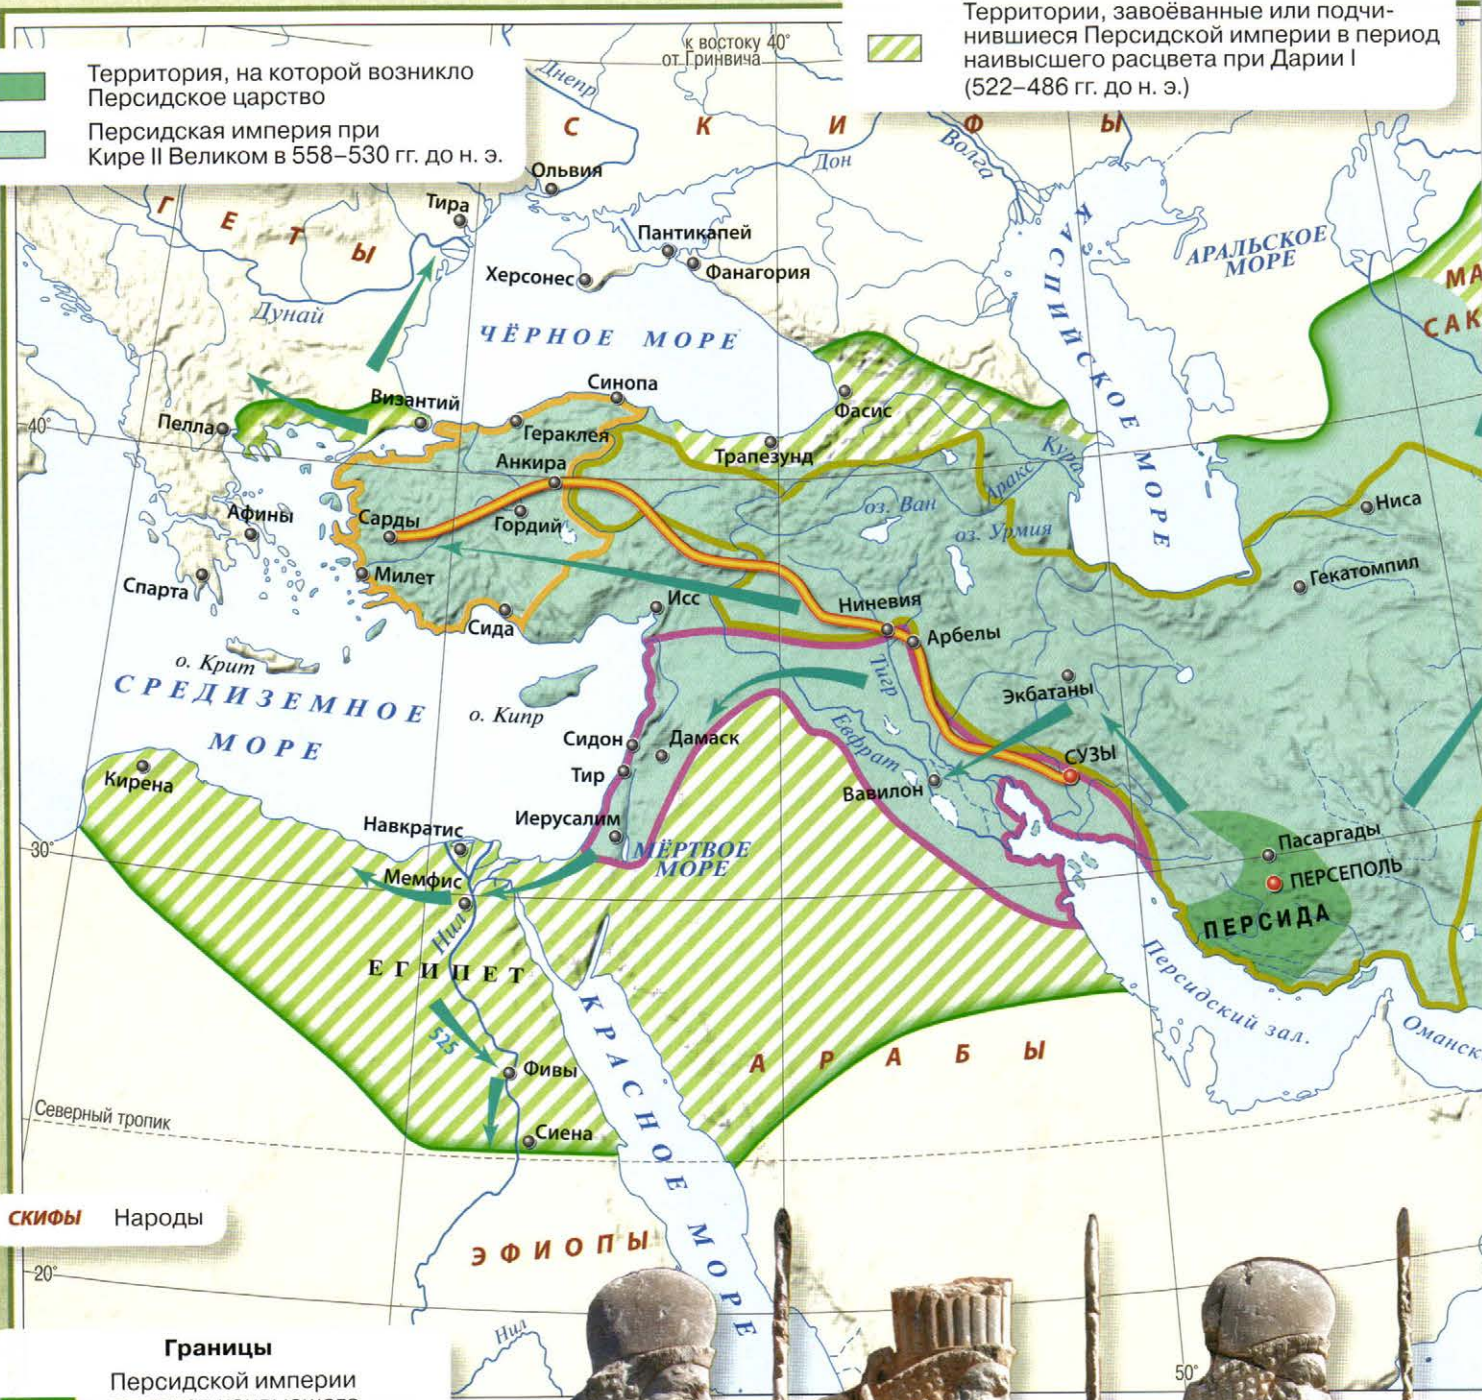 Территории, завоёванные или подчи-
нившиеся Персидской империи в период
наивысшего расцвета при Дарии I
(522–486 гг. до н. э.)
Территория, на которой возникло
Персидское царство
Персидская империя при
Кире II Великом в 558–530 гг. до н. э.
к востоку 40°
от Гринвича
Днепр
СКИФЫ
Дон
Волга
Ольвия
Тира
ГЕТЫ
Пантикапей
Фанагория
Херсонес
Дунай
ЧЁРНОЕ МОРЕ
КАСПИЙСКОЕ МОРЕ
АРАЛЬСКОЕ
МОРЕ
МА
САК
Византий
Синопа
Фасис
Пелла
40°
Гераклея
Трапезунд
Кура
Аракс
Анкира
оз. Ван
оз. Урмия
Ниса
Афины
Сарды
Гордий
Гекатомпил
Спарта
Милет
Исс
Ниневия
Сида
Арбелы
о. Крит
Тигр
Экбатаны
СРЕДИЗЕМНОЕ
МОРЕ
о. Кипр
Сидон
Дамаск
Евфрат
СУЗЫ
Тир
Вавилон
Кирена
Навкратис
Иерусалим
МЁРТВОЕ
МОРЕ
30°
Мемфис
Пасаргады
ПЕРСЕПОЛЬ
ПЕРСИДА
Нил
ЕГИПЕТ
Персидский зал.
Оманск
525
КРАСНОЕ МОРЕ
АРАБЫ
Фивы
Северный тропик
Сиена
СКИФЫ Народы
ЭФИОПЫ
20°
Нил
50°
Границы
Персидской империи